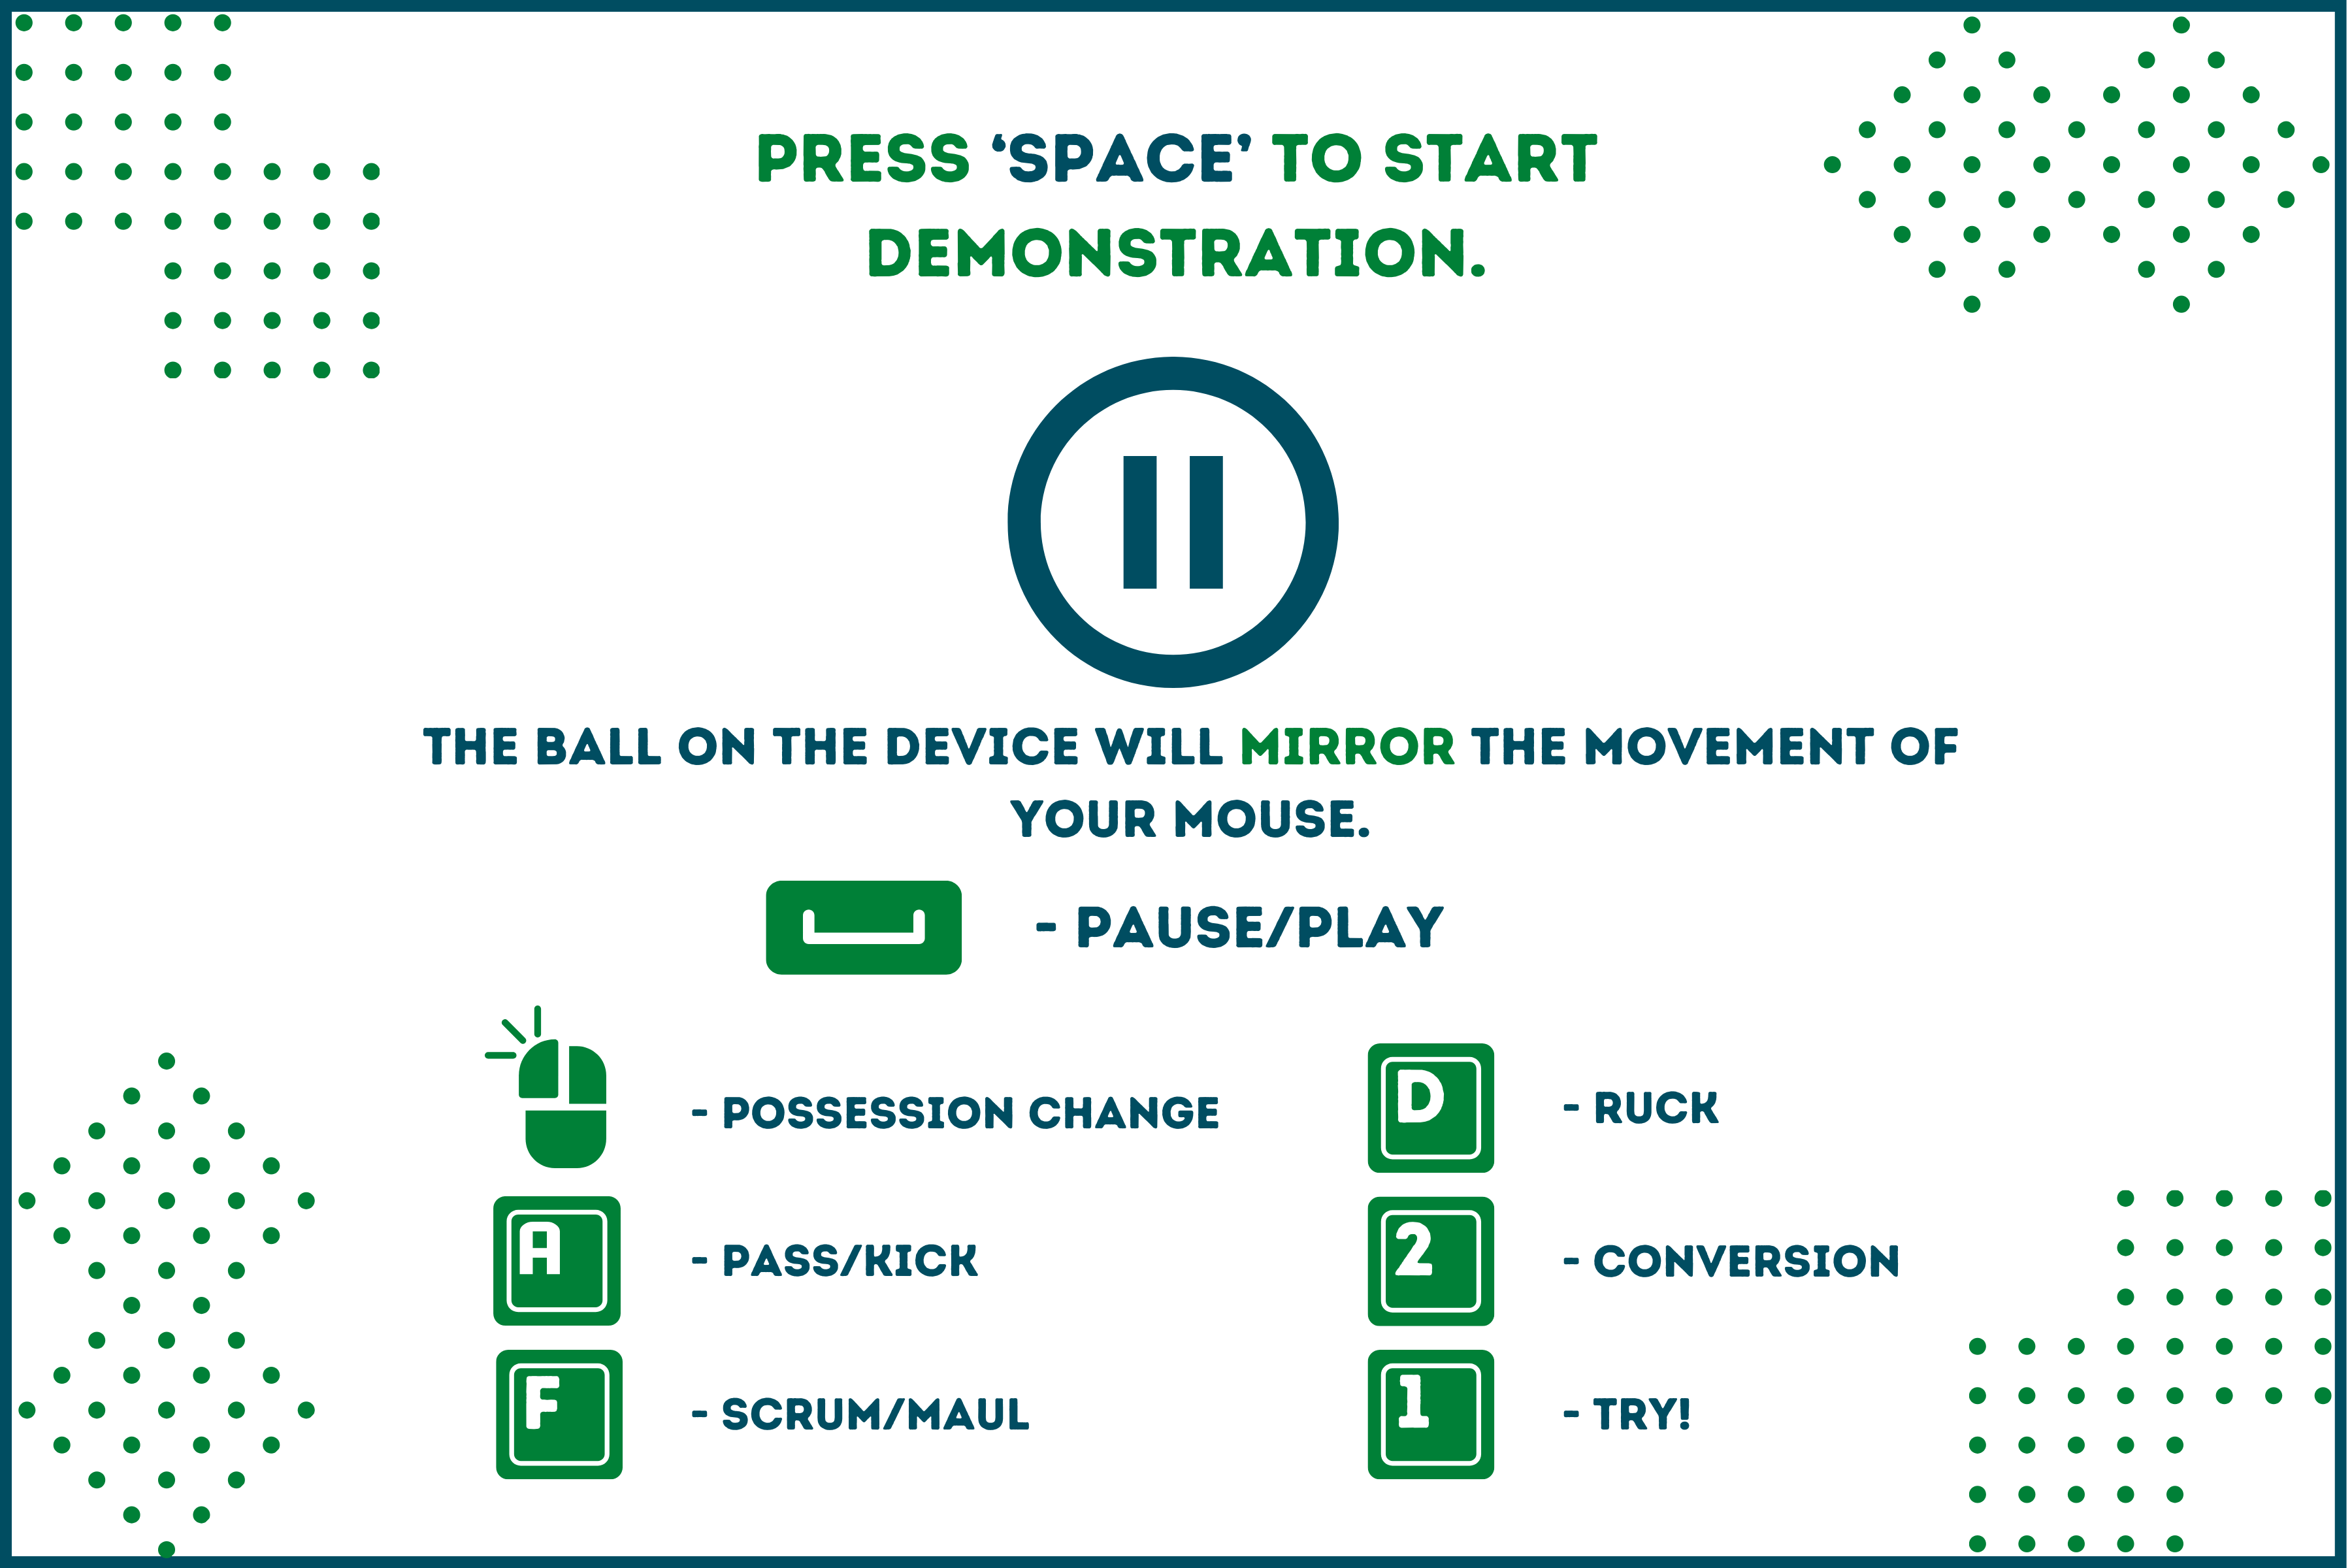 PRESS ‘SPACE’ TO START
DEMONSTRATION.
THE BALL ON THE DEVICE WILL MIRROR THE MOVEMENT OF
YOUR MOUSE.
- PAUSE/PLAY
- POSSESSION CHANGE
D - RUCK
A - PASS/KICK
2 - CONVERSION
F - SCRUM/MAUL
1 - TRY!